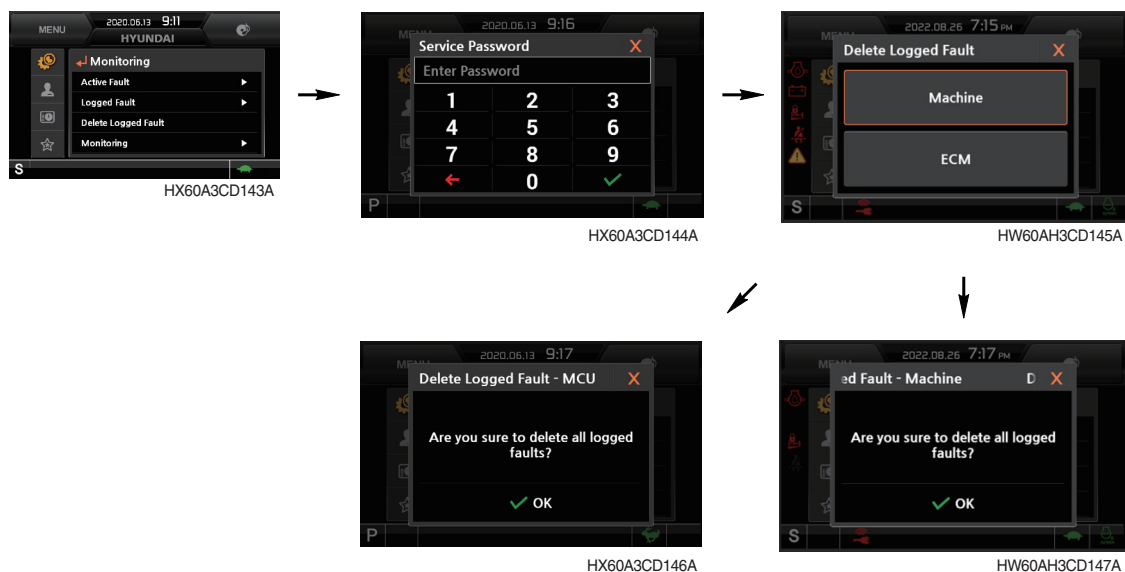 MENU
2020.06.13 9:11
HYUNDAI
Monitoring
Active Fault
Logged Fault
Delete Logged Fault
Monitoring
S
HX60A3CD143A
2020.06.13 9:16
Service Password X
Enter Password
1 2 3
4 5 6
7 8 9
0
P
HX60A3CD144A
2022.08.26 7:15 PM
Delete Logged Fault X
Machine
ECM
S
HW60AH3CD145A
2020.06.13 9:17
Delete Logged Fault - MCU X
Are you sure to delete all logged
faults?
OK
P
HX60A3CD146A
2022.08.26 7:17 PM
ed Fault - Machine D X
Are you sure to delete all logged
faults?
OK
S
HW60AH3CD147A